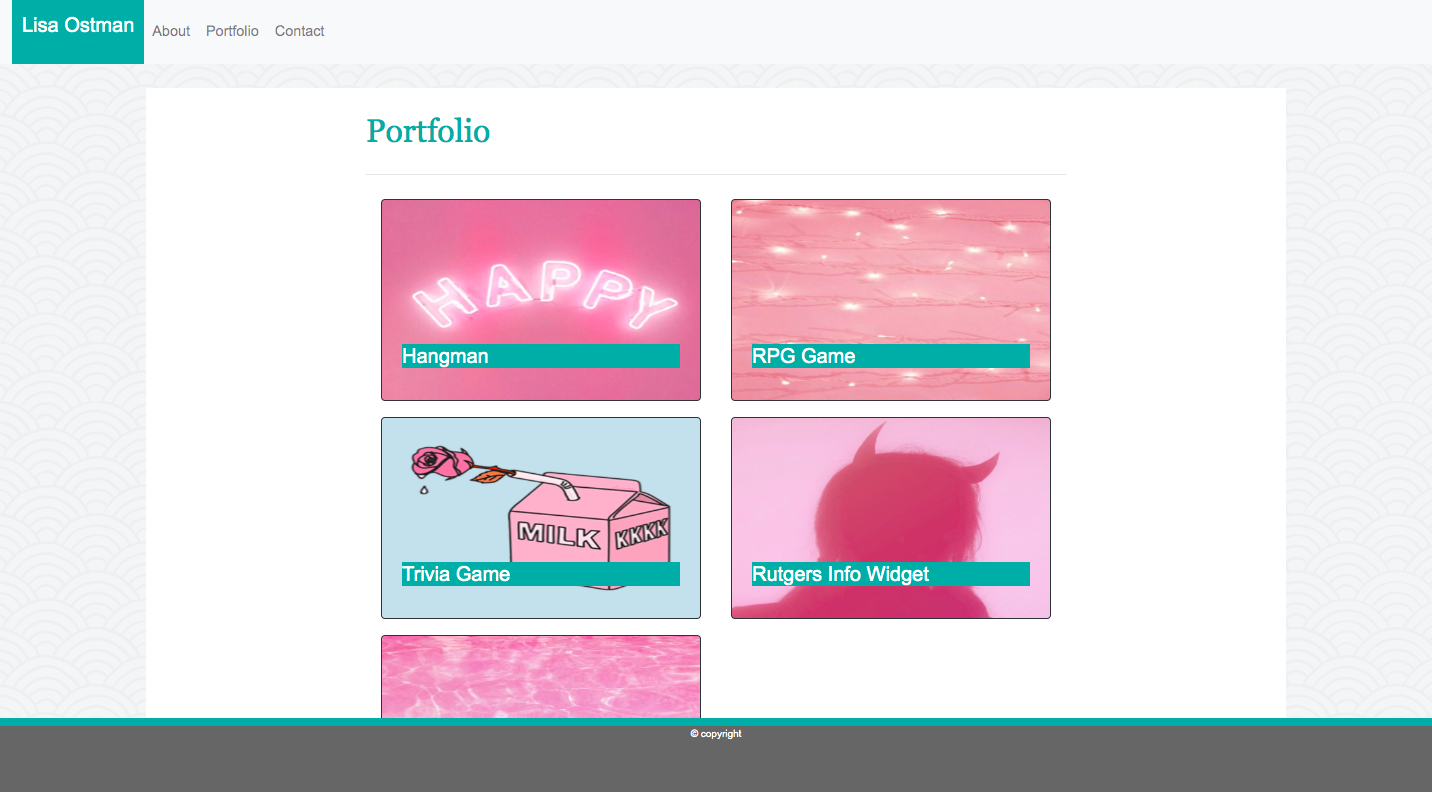 Lisa Ostman
About Portfolio Contact
Portfolio
HAPPY
Hangman
RPG Game
MILK KKKK
Trivia Game
Rutgers Info Widget
© copyright